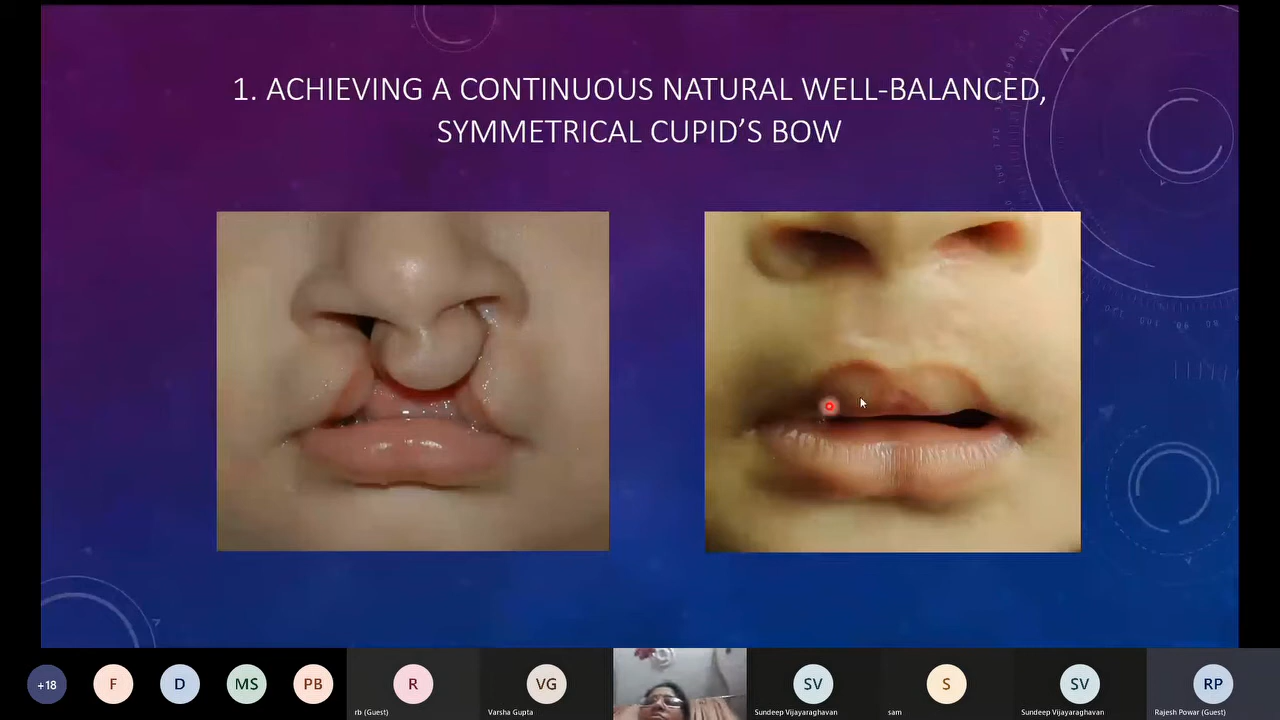 1. ACHIEVING A CONTINUOUS NATURAL WELL-BALANCED,
SYMMETRICAL CUPID’S BOW
+18
F
D
MS
PB
R
VG
SV
S
SV
RP
rb (Guest)
Varsha Gupta
Sundeep Vijayaraghavan
sam
Sundeep Vijayaraghavan
Rajesh Powar (Guest)